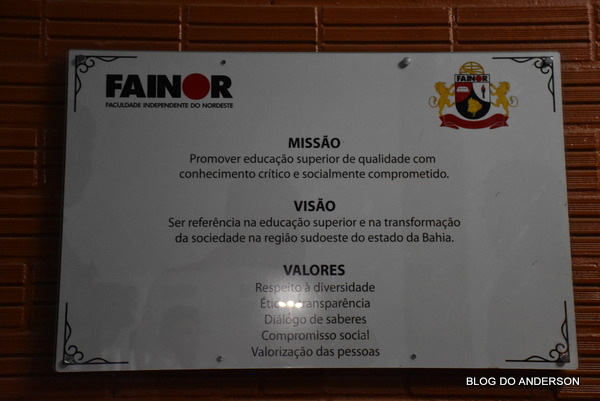 FAINOR
FACULDADE INDEPENDENTE DO NORDESTE
FAINOR
MISSÃO
Promover educação superior de qualidade com
conhecimento crítico e socialmente comprometido.
VISÃO
Ser referência na educação superior e na transformação
da sociedade na região sudoeste do estado da Bahia.
VALORES
Respeito à diversidade
Ética transparência
Diálogo de saberes
Compromisso social
Valorização das pessoas
BLOG DO ANDERSON